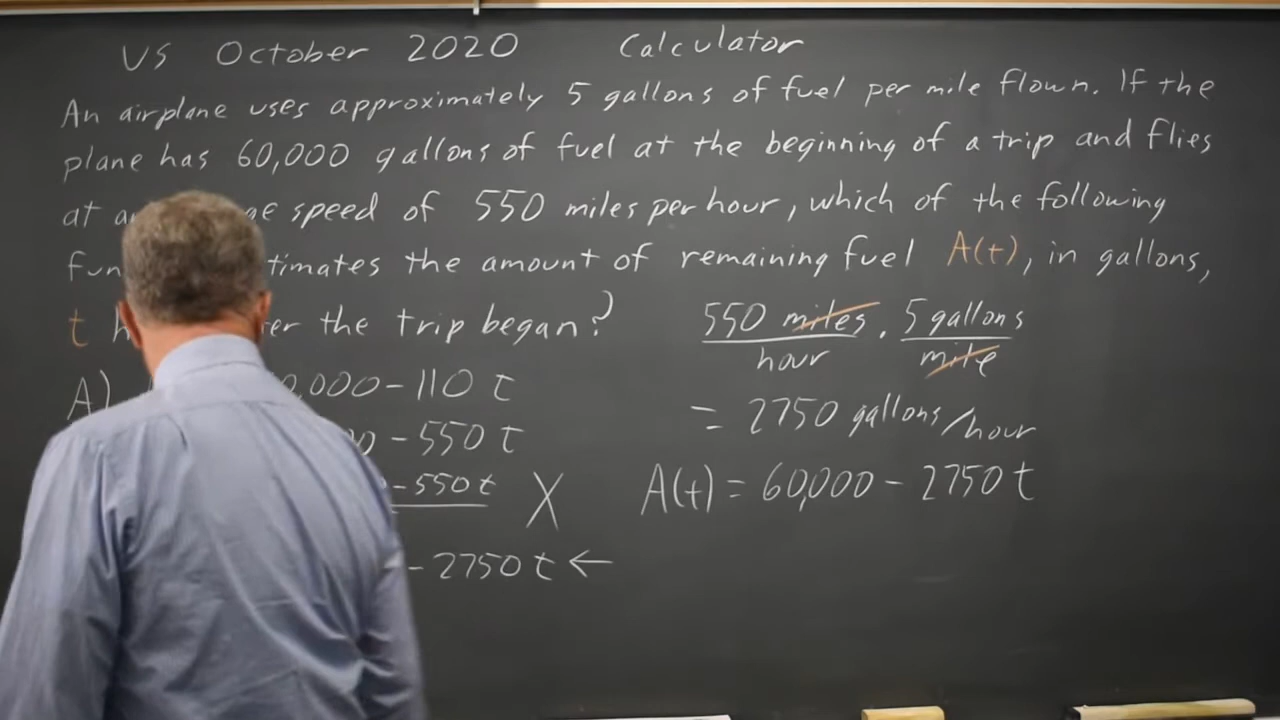 US October 2020 Calculator
An airplane uses approximately 5 gallons of fuel per mile flown. If the
plane has 60,000 gallons of fuel at the beginning of a trip and flies
at speed of 550 miles per hour, which of the following
the amount of remaining fuel A(t), in gallons,
t the trip began?
550 miles/hour · 5 gallons/mile
A) 0,000 - 110 t
= 2750 gallons/hour
0 - 550 t
- 550 t X
A(t) = 60,000 - 2750 t
- 2750 t ←